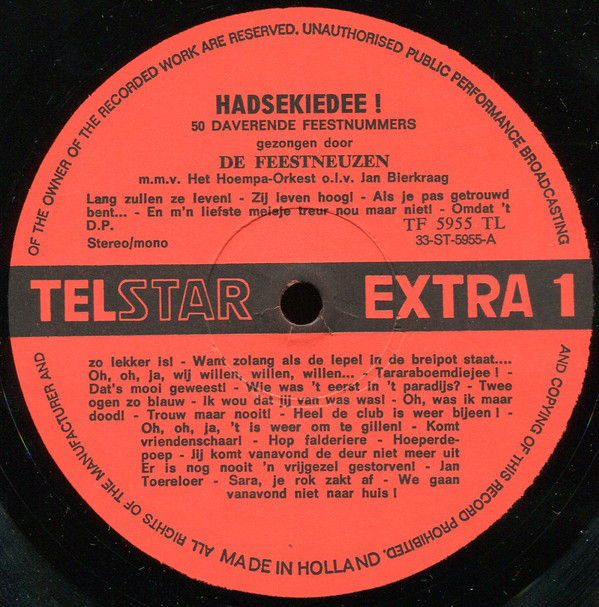 ALL RIGHTS OF THE MANUFACTURER AND OF THE OWNER OF THE RECORDED WORK ARE RESERVED. UNAUTHORISED PUBLIC PERFORMANCE BROADCASTING AND COPYING OF THIS RECORD PROHIBITED.
HADSEKIEDEE !
50 DAVERENDE FEESTNUMMERS
gezongen door
DE FEESTNEUZEN
m.m.v. Het Hoempa-Orkest o.l.v. Jan Bierkraag
Lang zullen ze leven! - Zij leven hoog! - Als je pas getrouwd
bent... - En m'n liefste meisje treur nou maar niet! - Omdat 't
D.P. TF 5955 TL
Stereo/mono 33-ST-5955-A
TELSTAR EXTRA 1
zo lekker is! - Want zolang als de lepel in de breipot staat....
Oh, oh, ja, wij willen, willen, willen... - Tararaboemdiejee! -
Dat's mooi geweest! - Wie was 't eerst in 't paradijs? - Twee
ogen zo blauw - Ik wou dat jij van was was! - Oh, was ik maar
dood! - Trouw maar nooit! - Heel de club is weer bijeen! -
Oh, oh, ja, 't is weer om te gillen! - Komt
vriendenschaar! - Hop falderiere - Hoeperde-
poep - Jij komt vanavond de deur niet meer uit
Er is nog nooit 'n vrijgezel gestorven! - Jan
Toereloer - Sara, je rok zakt af - We gaan
vanavond niet naar huis!
MADE IN HOLLAND